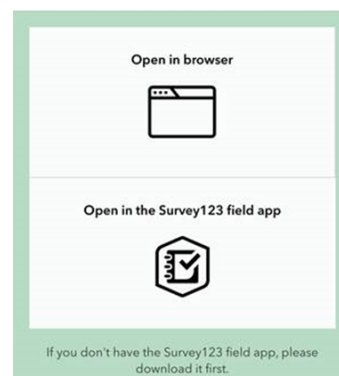 Open in browser
Open in the Survey123 field app
If you don't have the Survey123 field app, please
download it first.